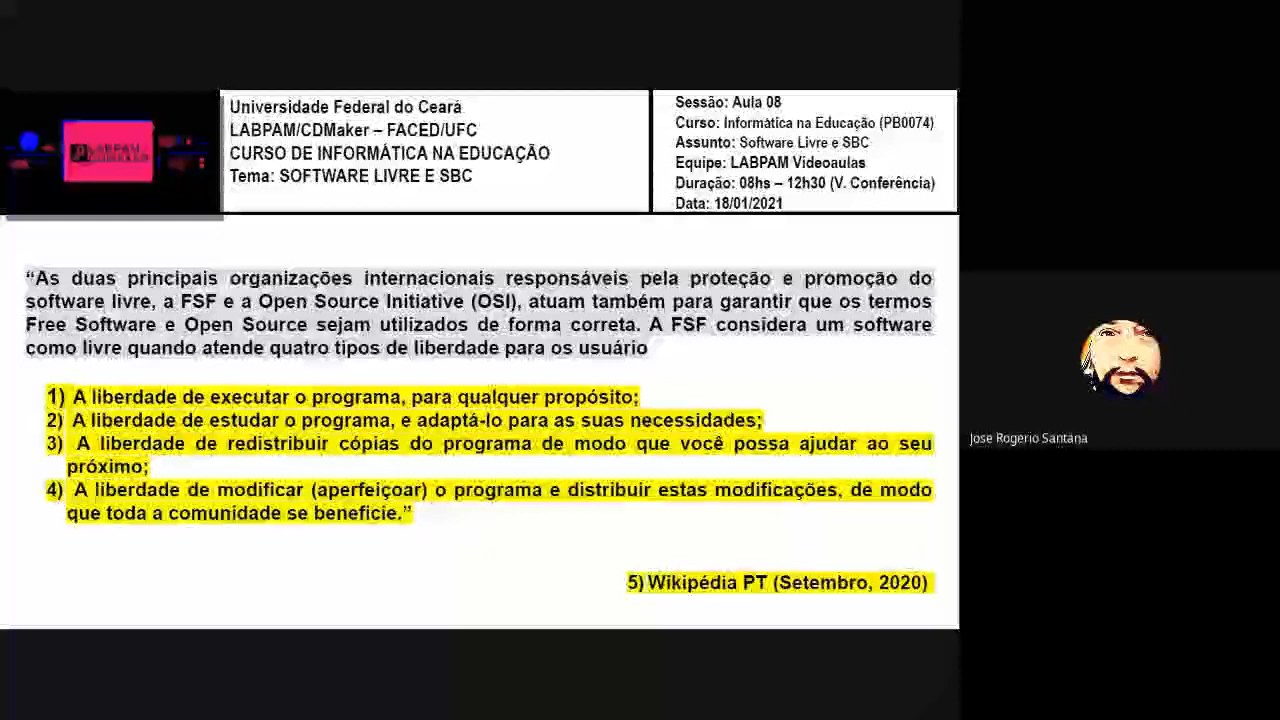 Universidade Federal do Ceará
LABPAM/CDMaker – FACED/UFC
CURSO DE INFORMÁTICA NA EDUCAÇÃO
Tema: SOFTWARE LIVRE E SBC
Sessão: Aula 08
Curso: Informática na Educação (PB0074)
Assunto: Software Livre e SBC
Equipe: LABPAM Videoaulas
Duração: 08hs – 12h30 (V. Conferência)
Data: 18/01/2021
“As duas principais organizações internacionais responsáveis pela proteção e promoção do
software livre, a FSF e a Open Source Initiative (OSI), atuam também para garantir que os termos
Free Software e Open Source sejam utilizados de forma correta. A FSF considera um software
como livre quando atende quatro tipos de liberdade para os usuário
1) A liberdade de executar o programa, para qualquer propósito;
2) A liberdade de estudar o programa, e adaptá-lo para as suas necessidades;
3) A liberdade de redistribuir cópias do programa de modo que você possa ajudar ao seu
próximo;
4) A liberdade de modificar (aperfeiçoar) o programa e distribuir estas modificações, de modo
que toda a comunidade se beneficie.”
5) Wikipédia PT (Setembro, 2020)
Jose Rogerio Santana